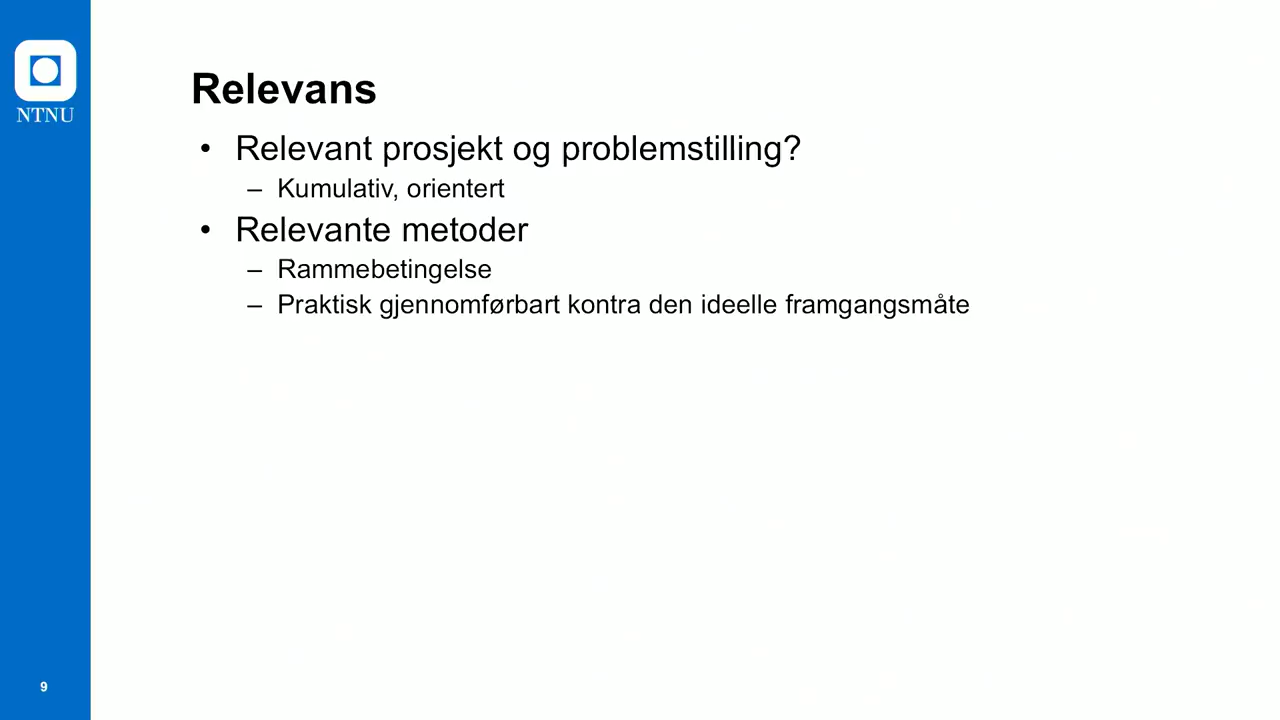 NTNU
Relevans
• Relevant prosjekt og problemstilling?
– Kumulativ, orientert
• Relevante metoder
– Rammebetingelse
– Praktisk gjennomførbart kontra den ideelle framgangsmåte
9